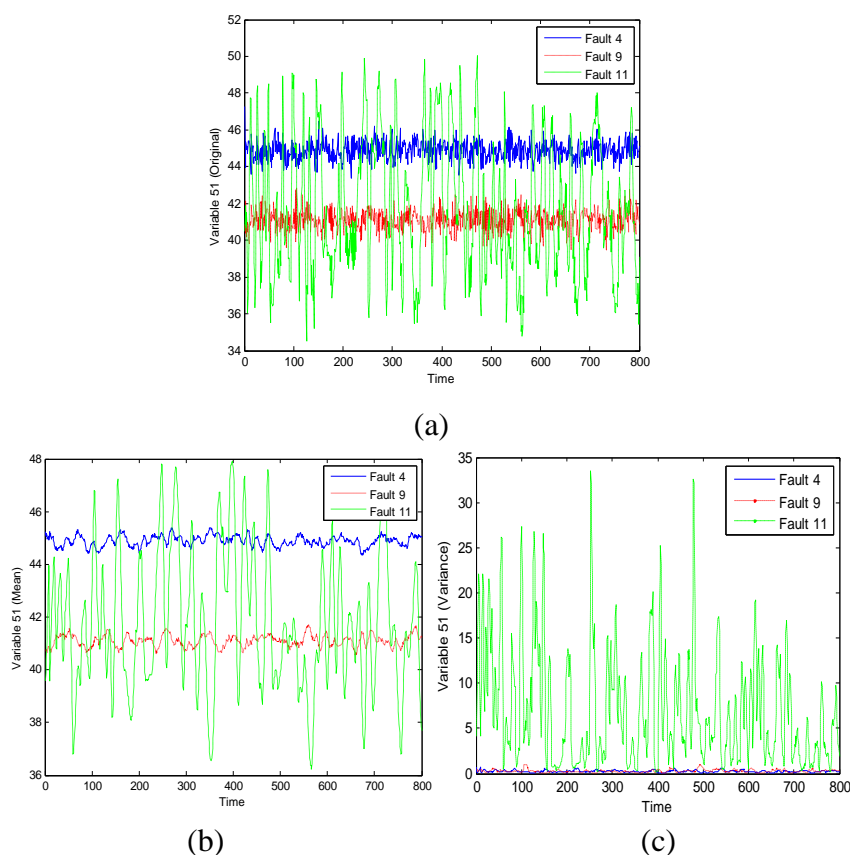 52
50
48
46
44
42
40
38
36
34
Variable 51 (Original)
Fault 4
Fault 9
Fault 11
0 100 200 300 400 500 600 700 800
Time
(a)
48
46
44
42
40
38
36
Variable 51 (Mean)
Fault 4
Fault 9
Fault 11
0 100 200 300 400 500 600 700 800
Time
(b)
35
30
25
20
15
10
5
0
Variable 51 (Variance)
Fault 4
Fault 9
Fault 11
0 100 200 300 400 500 600 700 800
Time
(c)